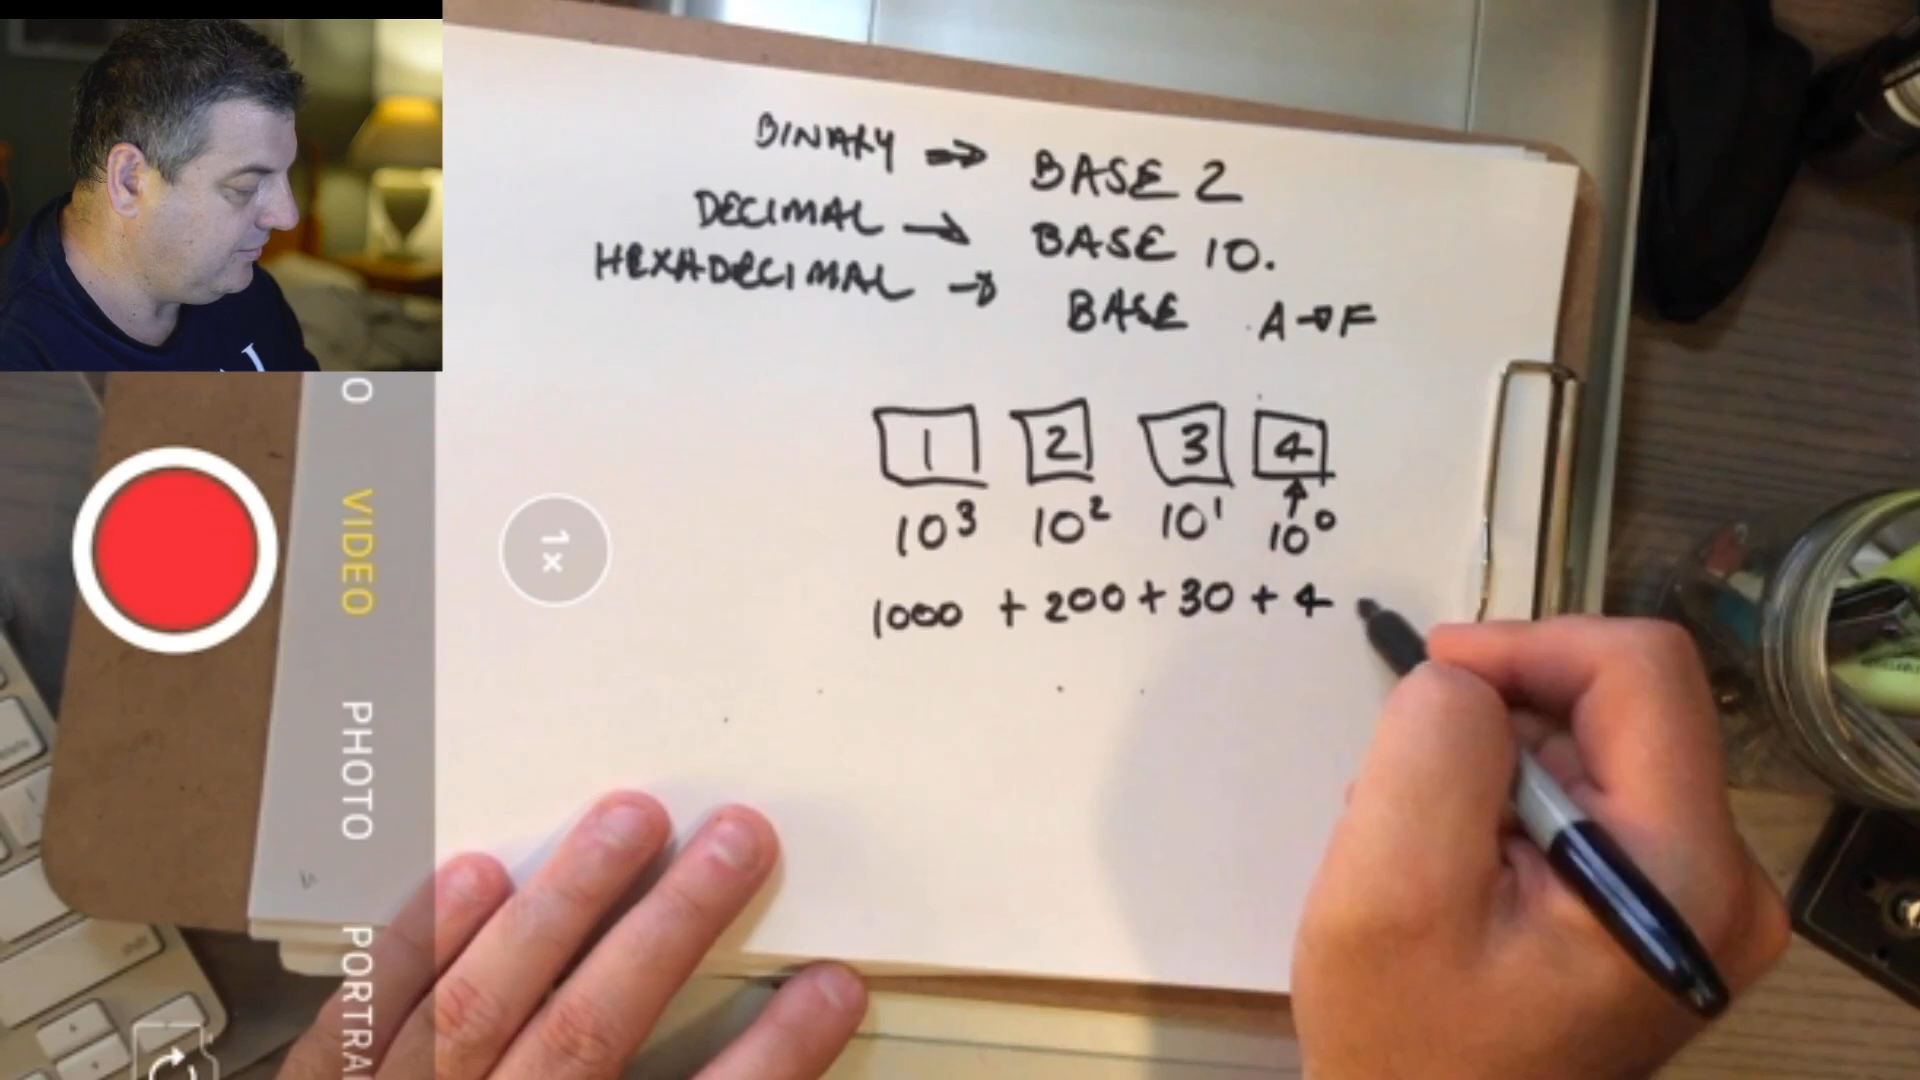 BINARY → BASE 2
DECIMAL → BASE 10.
HEXADECIMAL → BASE A→F
1 2 3 4
10³ 10² 10¹ 10⁰
1000 + 200 + 30 + 4
VIDEO
PHOTO
PORTRA
1×